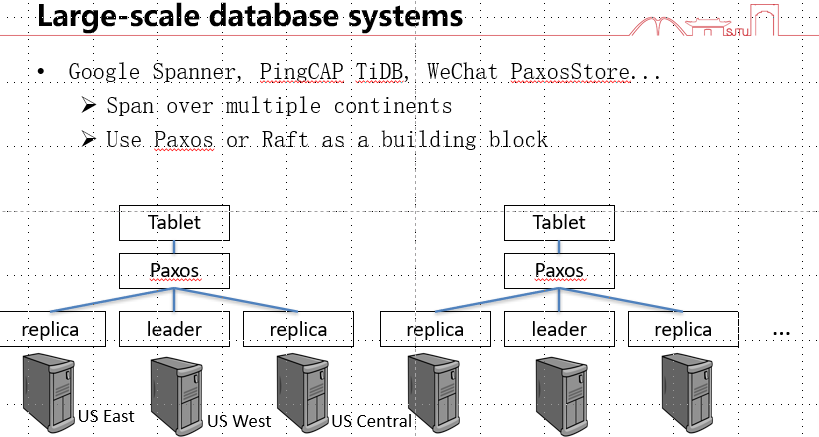 Large-scale database systems
SJTU
• Google Spanner, PingCAP TiDB, WeChat PaxosStore...
➢ Span over multiple continents
➢ Use Paxos or Raft as a building block
Tablet
Tablet
Paxos
Paxos
replica
leader
replica
replica
leader
replica
...
US East
US West
US Central